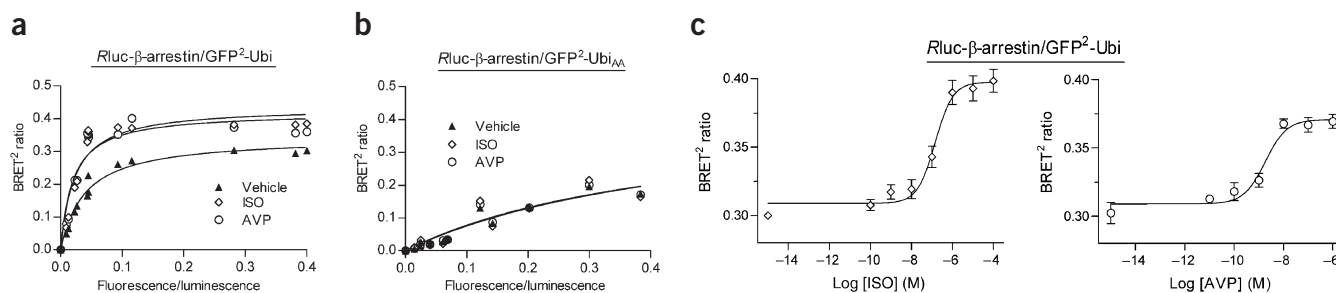 a
Rluc-β-arrestin/GFP²-Ubi
BRET² ratio
0.5
0.4
0.3
0.2
0.1
0.0
Vehicle
ISO
AVP
0.0 0.1 0.2 0.3 0.4
Fluorescence/luminescence
b
Rluc-β-arrestin/GFP²-Ubi_AA
BRET² ratio
0.5
0.4
0.3
0.2
0.1
0.0
Vehicle
ISO
AVP
0.0 0.1 0.2 0.3 0.4
Fluorescence/luminescence
c
Rluc-β-arrestin/GFP²-Ubi
BRET² ratio
0.40
0.35
0.30
−14 −12 −10 −8 −6 −4
Log [ISO] (M)
BRET² ratio
0.40
0.35
0.30
−14 −12 −10 −8 −6
Log [AVP] (M)